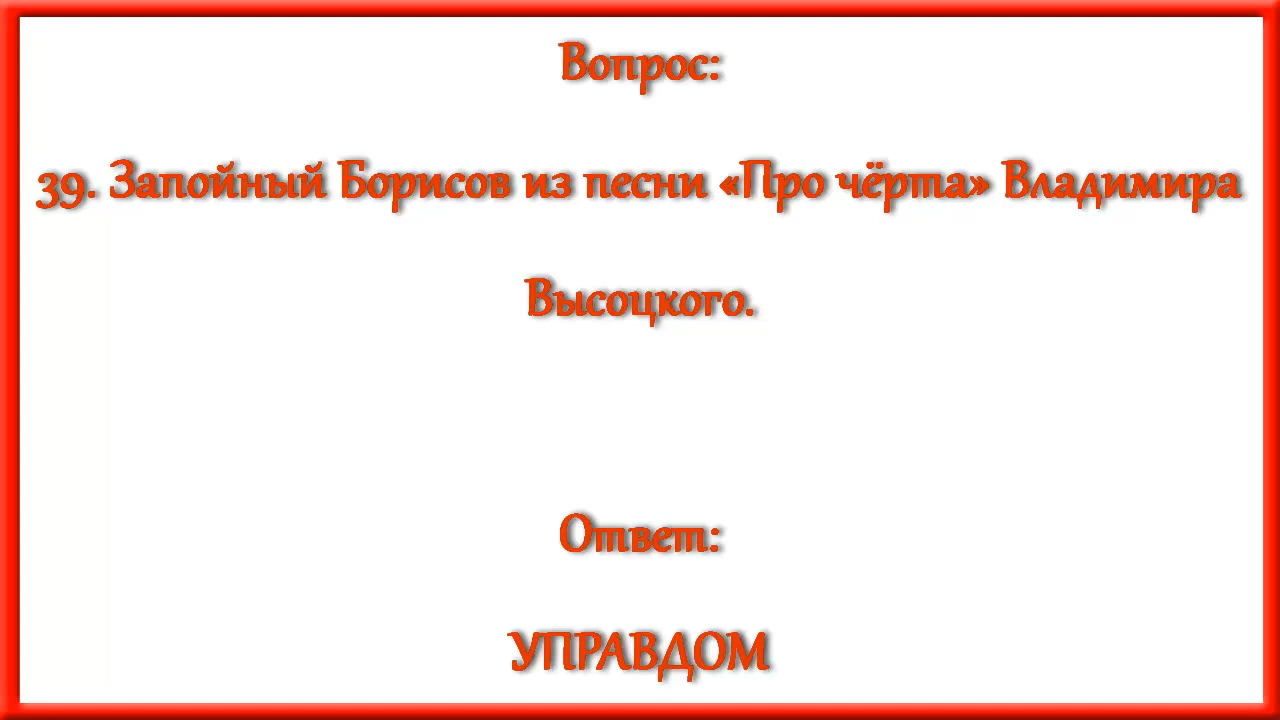 Вопрос:
39. Запойный Борисов из песни «Про чёрта» Владимира
Высоцкого.
Ответ:
УПРАВДОМ